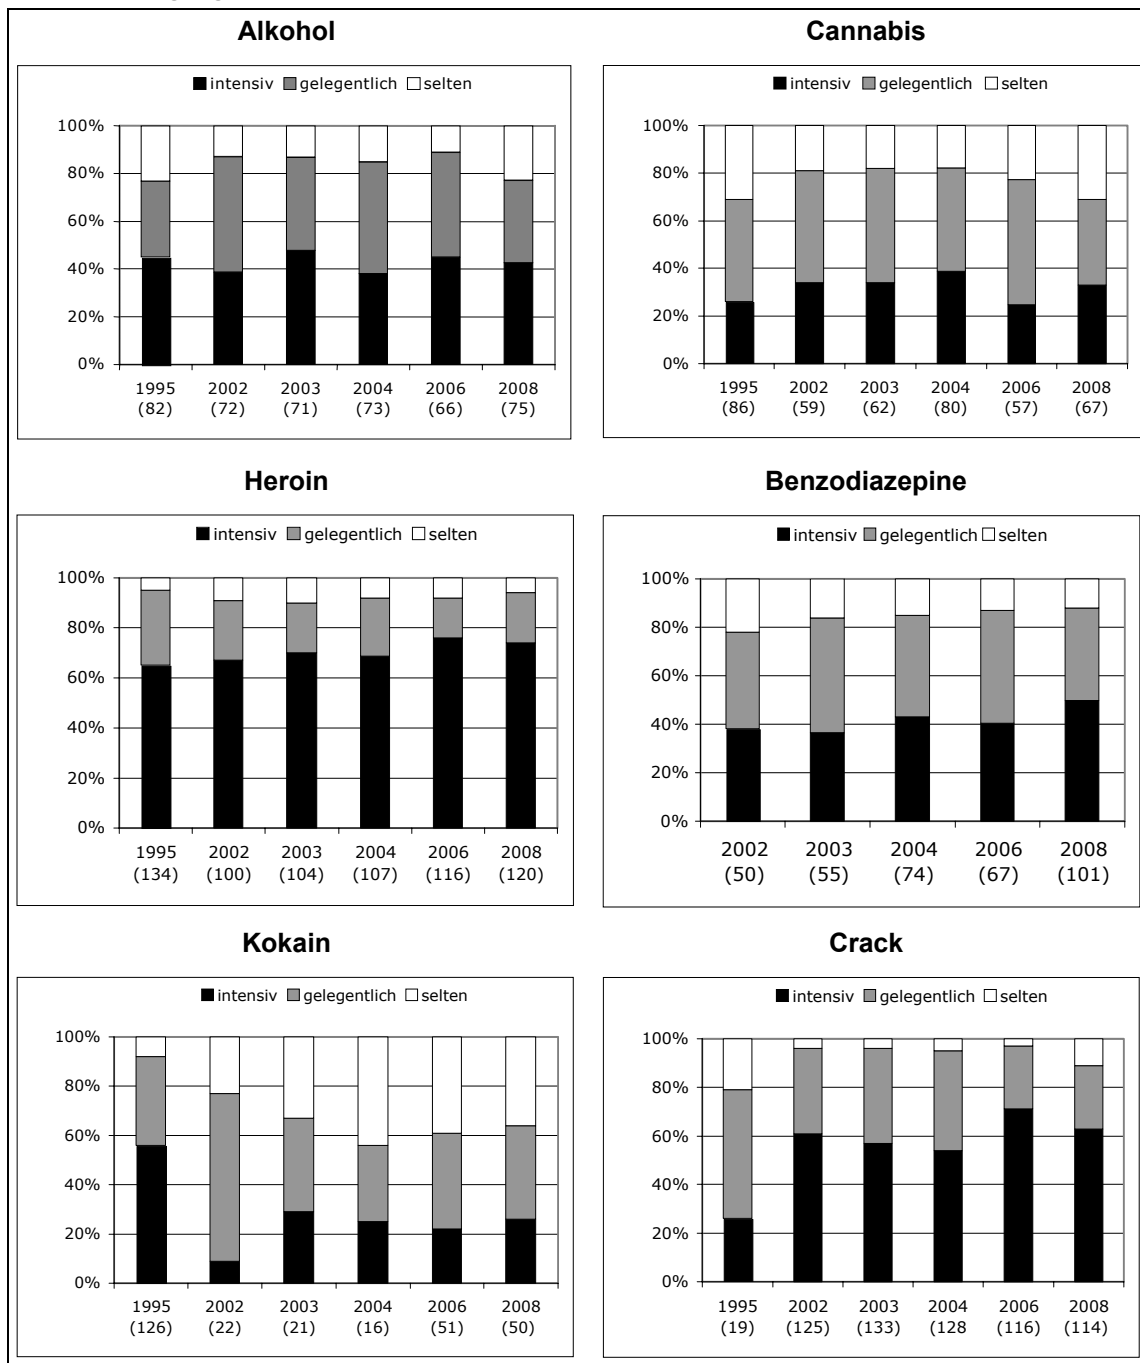 Alkohol
intensiv gelegentlich selten
100%
80%
60%
40%
20%
0%
1995 2002 2003 2004 2006 2008
(82) (72) (71) (73) (66) (75)
Cannabis
intensiv gelegentlich selten
100%
80%
60%
40%
20%
0%
1995 2002 2003 2004 2006 2008
(86) (59) (62) (80) (57) (67)
Heroin
intensiv gelegentlich selten
100%
80%
60%
40%
20%
0%
1995 2002 2003 2004 2006 2008
(134) (100) (104) (107) (116) (120)
Benzodiazepine
intensiv gelegentlich selten
100%
80%
60%
40%
20%
0%
2002 2003 2004 2006 2008
(50) (55) (74) (67) (101)
Kokain
intensiv gelegentlich selten
100%
80%
60%
40%
20%
0%
1995 2002 2003 2004 2006 2008
(126) (22) (21) (16) (51) (50)
Crack
intensiv gelegentlich selten
100%
80%
60%
40%
20%
0%
1995 2002 2003 2004 2006 2008
(19) (125) (133) (128 (116) (114)